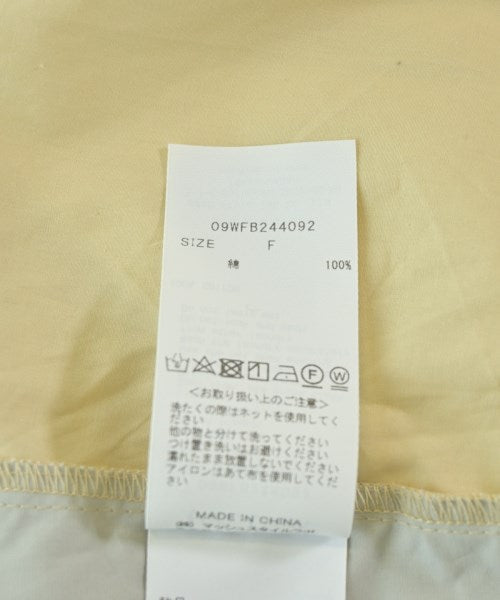 09WFB244092
SIZE F
綿 100%
<お取り扱い上のご注意>
洗たくの際はネットを使用してく
ださい
他の物と分けて洗ってください
つけ置き洗いはお避けください
濡れたまま放置しないでください
アイロンはあて布を使用してくだ
さい
MADE IN CHINA